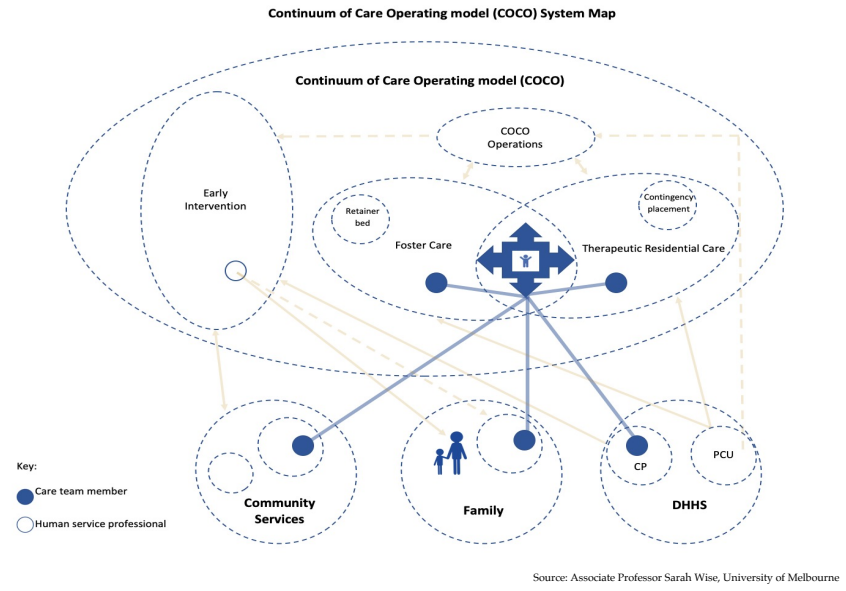 Continuum of Care Operating model (COCO) System Map
Continuum of Care Operating model (COCO)
COCO
Operations
Early
Intervention
Retainer
bed
Contingency
placement
Foster Care
Therapeutic Residential Care
CP
PCU
Community
Services
Family
DHHS
Key:
Care team member
Human service professional
Source: Associate Professor Sarah Wise, University of Melbourne